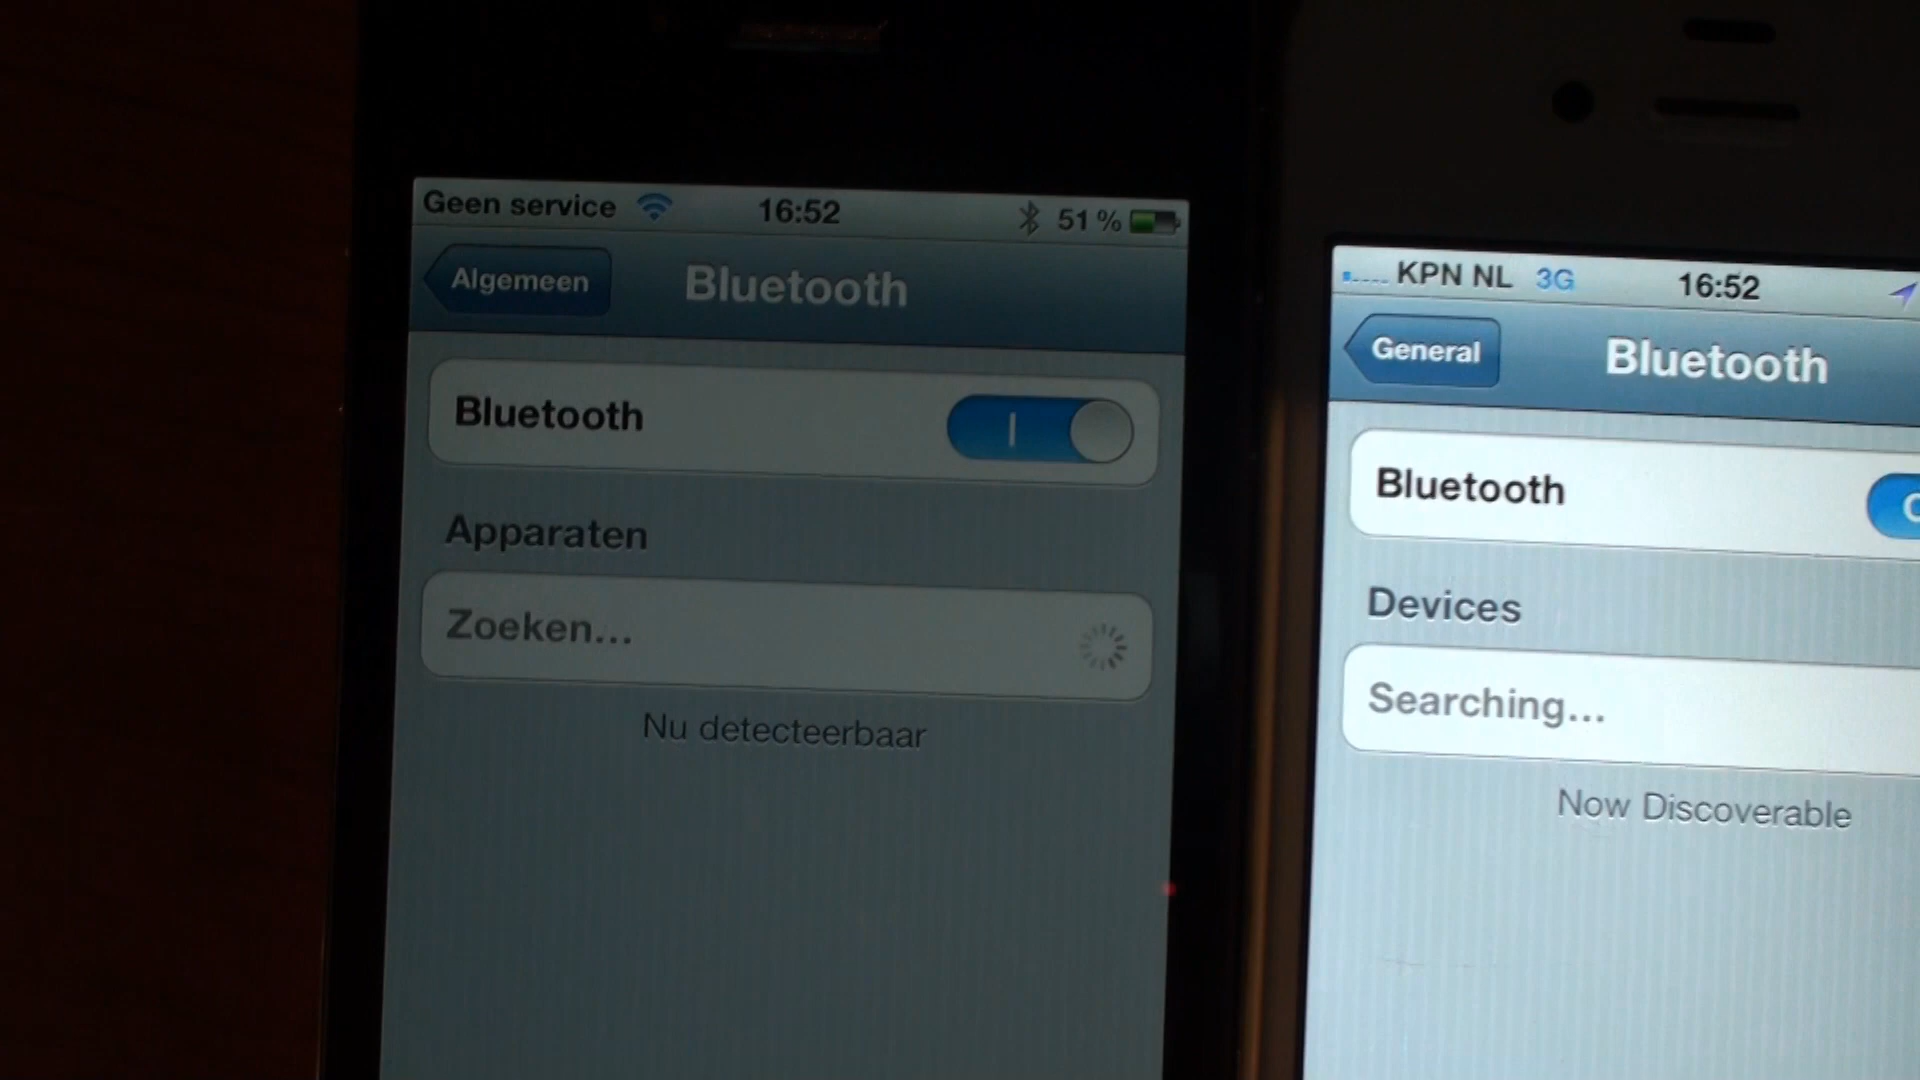 Geen service 16:52 51 %
Algemeen Bluetooth
Bluetooth
Apparaten
Zoeken...
Nu detecteerbaar
KPN NL 3G 16:52
General Bluetooth
Bluetooth
Devices
Searching...
Now Discoverable